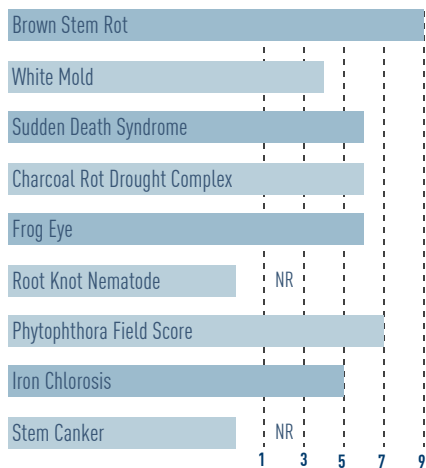 Brown Stem Rot
White Mold
Sudden Death Syndrome
Charcoal Rot Drought Complex
Frog Eye
Root Knot Nematode NR
Phytophthora Field Score
Iron Chlorosis
Stem Canker NR
1 3 5 7 9